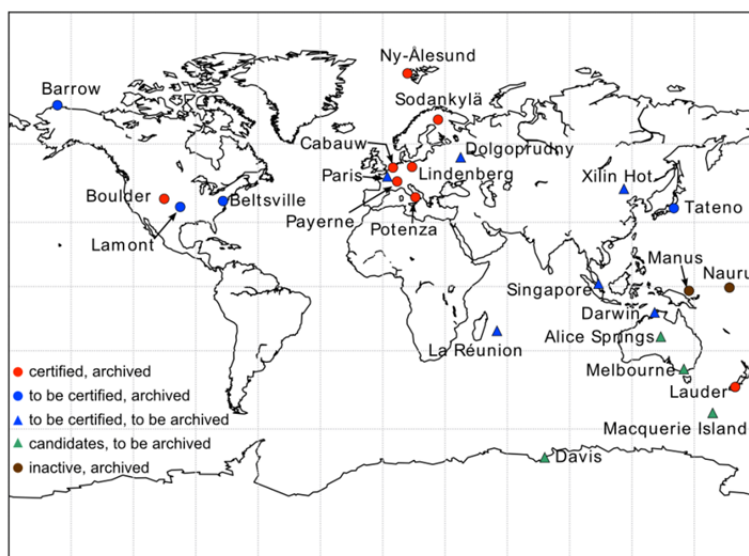 Ny-Ålesund
Barrow
Sodankylä
Cabauw
Dolgoprudny
Paris
Lindenberg
Xilin Hot
Boulder
Beltsville
Tateno
Payerne
Potenza
Lamont
Manus
Nauru
Singapore
Darwin
Alice Springs
La Réunion
Melbourne
certified, archived
Lauder
to be certified, archived
to be certified, to be archived
Macquerie Island
candidates, to be archived
Davis
inactive, archived